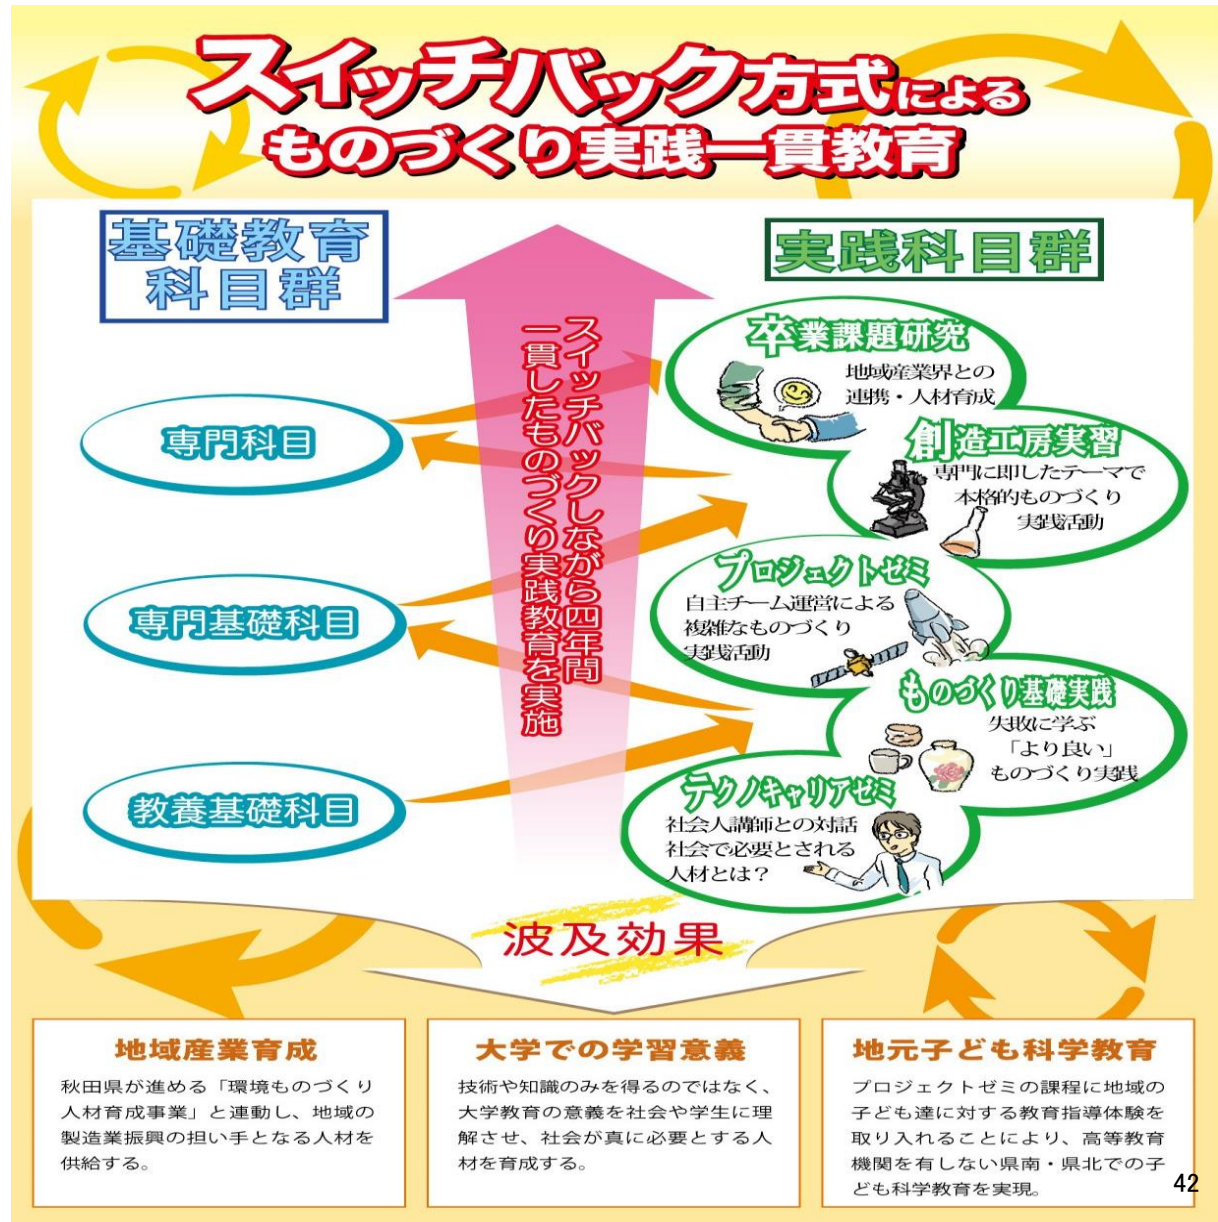 スイッチバック方式による
ものづくり実践一貫教育
基礎教育
科目群
実践科目群
スイッチバックしながら四年間
一貫したものづくり実践教育を実施
専門科目
専門基礎科目
教養基礎科目
卒業課題研究
地域産業界との
連携・人材育成
創造工房実習
専門に即したテーマで
本格的ものづくり
実践活動
プロジェクトゼミ
自主チーム運営による
複雑なものづくり
実践活動
ものづくり基礎実践
失敗に学ぶ
「より良い」
ものづくり実践
テクノキャリアゼミ
社会人講師との対話
社会で必要とされる
人材とは？
波及効果
地域産業育成
秋田県が進める「環境ものづくり
人材育成事業」と連動し、地域の
製造業振興の担い手となる人材を
供給する。
大学での学習意義
技術や知識のみを得るのではなく、
大学教育の意義を社会や学生に理
解させ、社会が真に必要とする人
材を育成する。
地元子ども科学教育
プロジェクトゼミの課程に地域の
子ども達に対する教育指導体験を
取り入れることにより、高等教育
機関を有しない県南・県北での子
ども科学教育を実現。
42